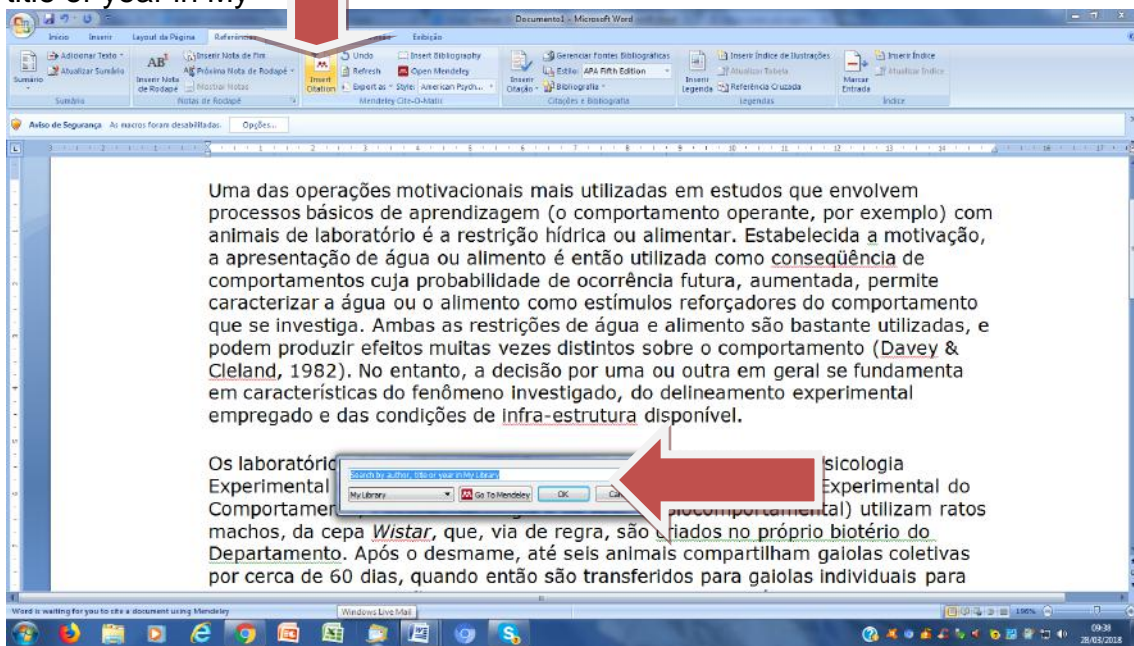 title or year in My
Documento1 - Microsoft Word
Início Inserir Layout da Página Referências Exibição
Sumário
Adicionar Texto
Atualizar Sumário
Sumário
AB¹
Inserir Nota de Rodapé
Inserir Nota de Fim
Próxima Nota de Rodapé
Mostrar Notas
Notas de Rodapé
Insert Citation
Undo
Refresh
Export as
Insert Bibliography
Open Mendeley
Style: American Psych...
Mendeley Cite-O-Matic
Inserir Citação
Gerenciar Fontes Bibliográficas
Estilo: APA Fifth Edition
Bibliografia
Citações e Bibliografia
Inserir Legenda
Inserir Índice de Ilustrações
Atualizar Tabela
Referência Cruzada
Legendas
Marcar Entrada
Inserir Índice
Atualizar Índice
Índice
Aviso de Segurança As macros foram desabilitadas. Opções...
Uma das operações motivacionais mais utilizadas em estudos que envolvem
processos básicos de aprendizagem (o comportamento operante, por exemplo) com
animais de laboratório é a restrição hídrica ou alimentar. Estabelecida a motivação,
a apresentação de água ou alimento é então utilizada como conseqüência de
comportamentos cuja probabilidade de ocorrência futura, aumentada, permite
caracterizar a água ou o alimento como estímulos reforçadores do comportamento
que se investiga. Ambas as restrições de água e alimento são bastante utilizadas, e
podem produzir efeitos muitas vezes distintos sobre o comportamento (Davey &
Cleland, 1982). No entanto, a decisão por uma ou outra em geral se fundamenta
em características do fenômeno investigado, do delineamento experimental
empregado e das condições de infra-estrutura disponível.
Os laboratório sicologia
Search by author, title or year in My Library
Experimental Experimental do
My Library Go To Mendeley OK
Comportamen utilizam ratos
machos, da cepa Wistar, que, via de regra, são criados no próprio biotério do
Departamento. Após o desmame, até seis animais compartilham gaiolas coletivas
por cerca de 60 dias, quando então são transferidos para gaiolas individuais para
Word is waiting for you to cite a document using Mendeley
Windows Live Mail
106%
09:38
28/03/2018